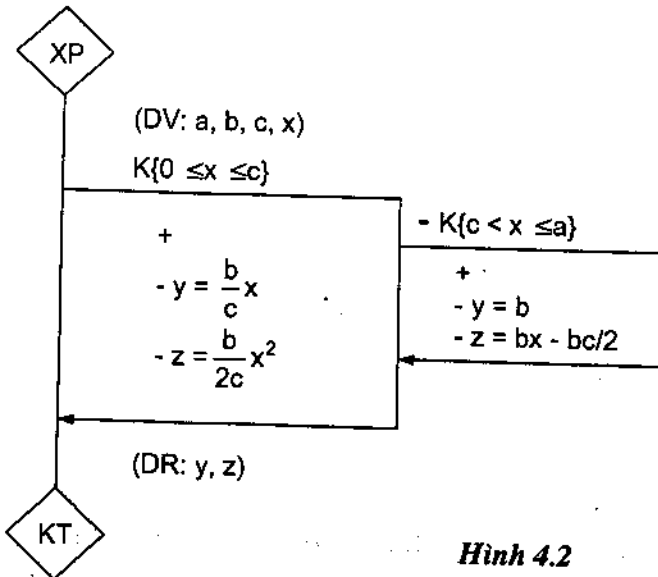 XP
(DV: a, b, c, x)
K{0 ≤x ≤c}
- K{c < x ≤a}
+
- y = b/c x
- z = b/2c x²
+
- y = b
- z = bx - bc/2
(DR: y, z)
KT
Hình 4.2